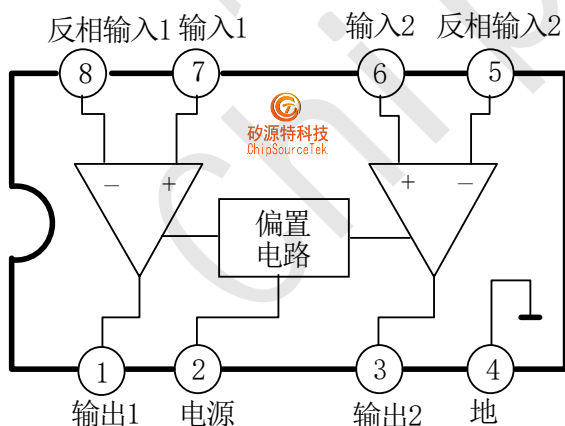 反相输入1 输入1 输入2 反相输入2
8 7 6 5
矽源特科技
ChipSourceTek
− + + −
偏置
电路
1 2 3 4
输出1 电源 输出2 地